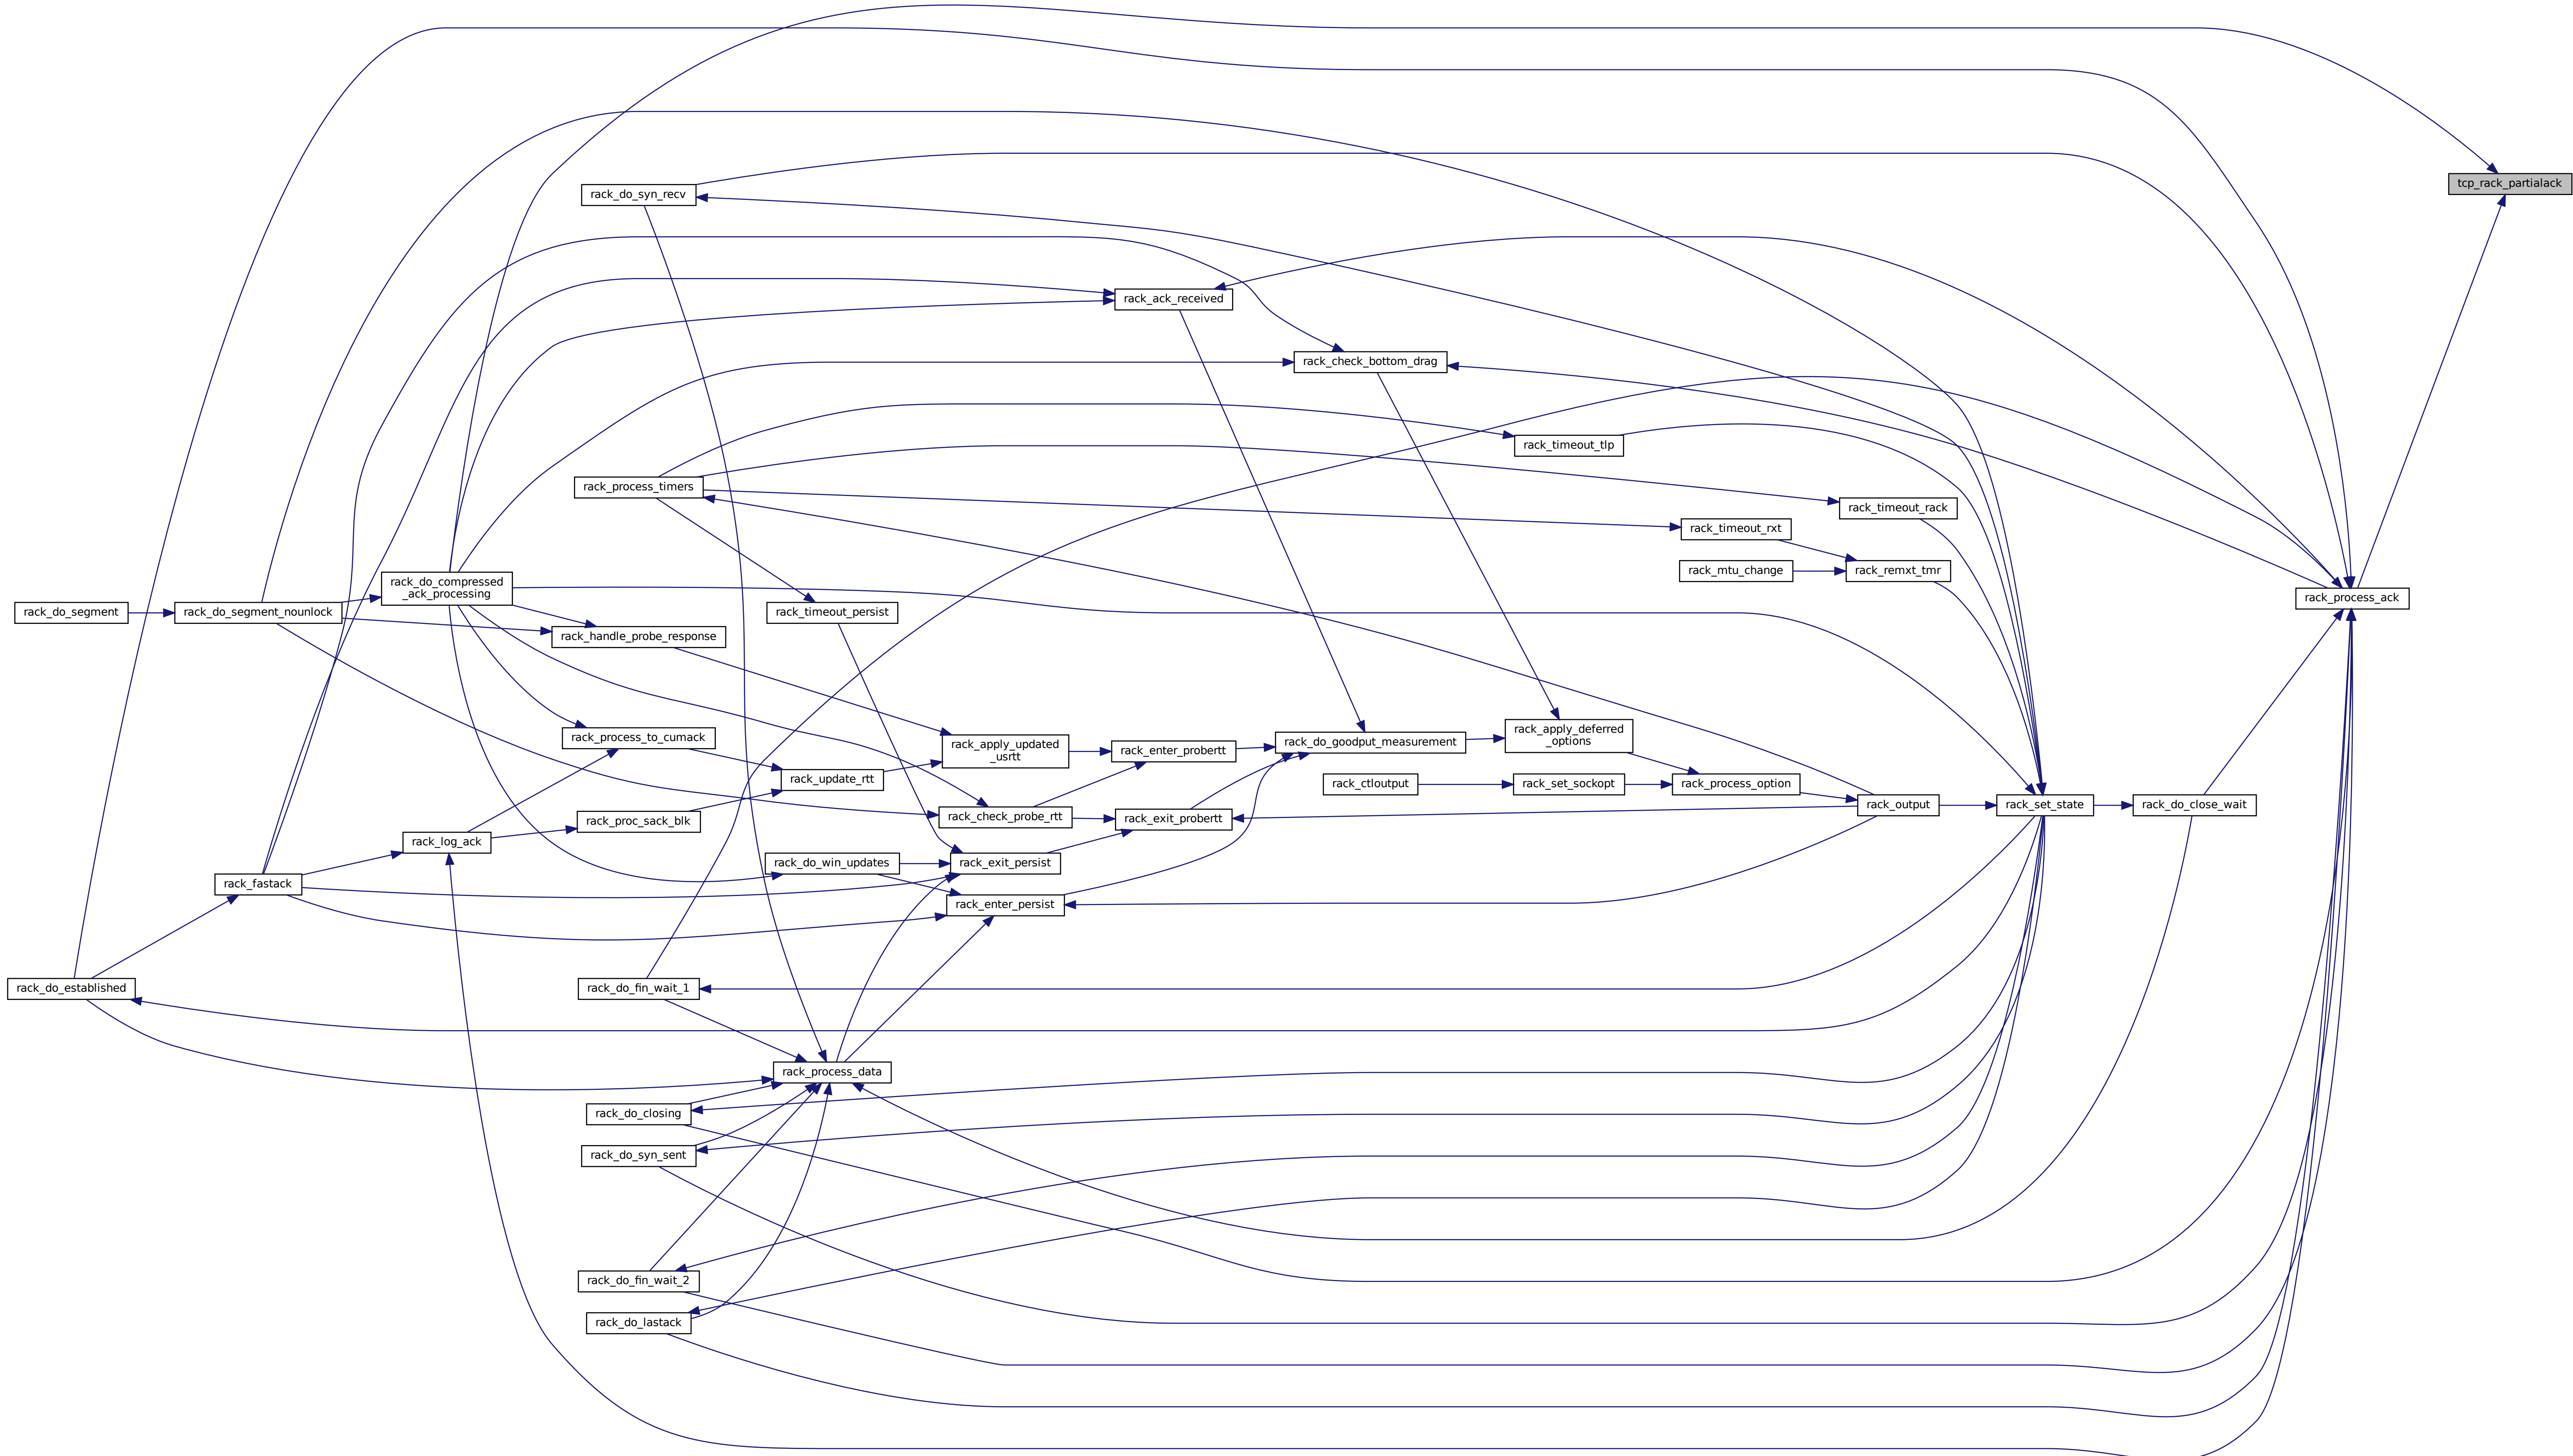 tcp_rack_partialack
rack_do_syn_recv
rack_ack_received
rack_check_bottom_drag
rack_timeout_tlp
rack_process_timers
rack_timeout_rack
rack_timeout_rxt
rack_mtu_change
rack_remxt_tmr
rack_do_compressed
_ack_processing
rack_process_ack
rack_do_segment
rack_do_segment_nounlock
rack_timeout_persist
rack_handle_probe_response
rack_process_to_cumack
rack_apply_updated
_usrtt
rack_enter_probertt
rack_do_goodput_measurement
rack_apply_deferred
_options
rack_update_rtt
rack_ctloutput
rack_set_sockopt
rack_process_option
rack_output
rack_set_state
rack_do_close_wait
rack_proc_sack_blk
rack_check_probe_rtt
rack_exit_probertt
rack_log_ack
rack_do_win_updates
rack_exit_persist
rack_fastack
rack_enter_persist
rack_do_established
rack_do_fin_wait_1
rack_process_data
rack_do_closing
rack_do_syn_sent
rack_do_fin_wait_2
rack_do_lastack